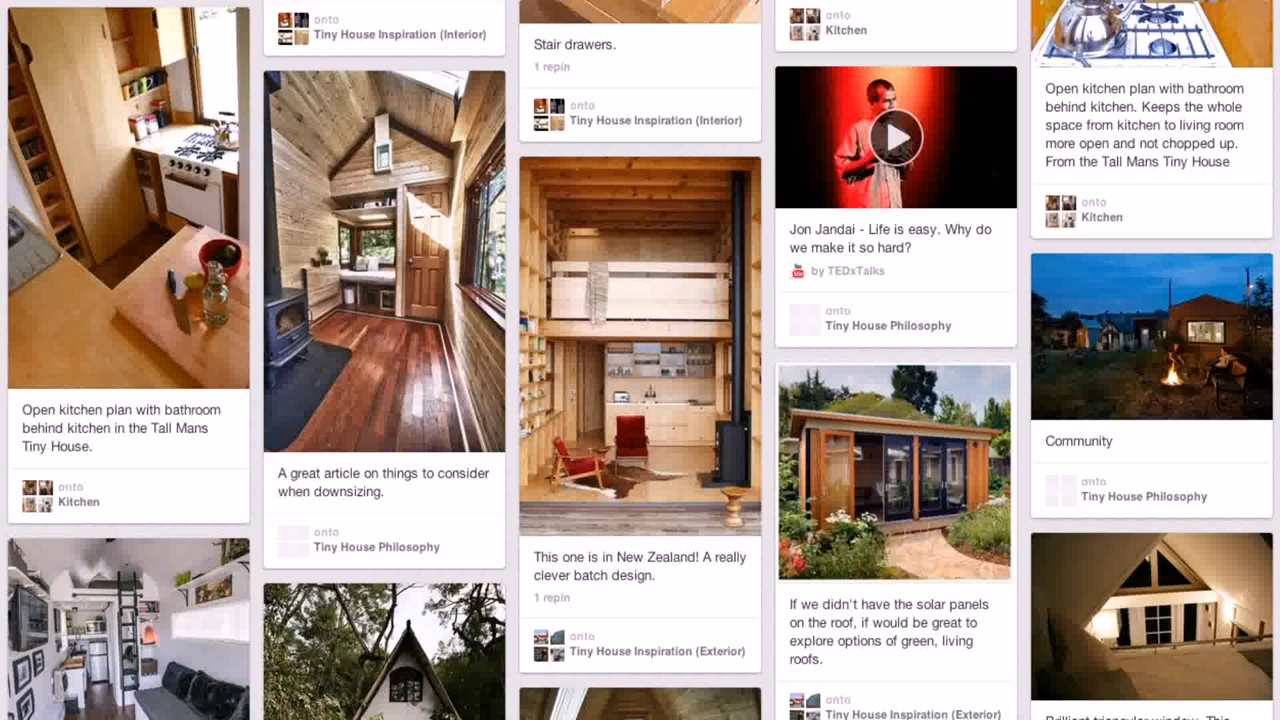 Open kitchen plan with bathroom
behind kitchen in the Tall Mans
Tiny House.
onto
Kitchen
onto
Tiny House Inspiration (Interior)
A great article on things to consider
when downsizing.
onto
Tiny House Philosophy
Stair drawers.
1 repin
onto
Tiny House Inspiration (Interior)
This one is in New Zealand! A really
clever batch design.
1 repin
onto
Tiny House Inspiration (Exterior)
onto
Kitchen
Jon Jandai - Life is easy. Why do
we make it so hard?
by TEDxTalks
onto
Tiny House Philosophy
If we didn't have the solar panels
on the roof, if would be great to
explore options of green, living
roofs.
onto
Tiny House Inspiration (Exterior)
Open kitchen plan with bathroom
behind kitchen. Keeps the whole
space from kitchen to living room
more open and not chopped up.
From the Tall Mans Tiny House
onto
Kitchen
Community
onto
Tiny House Philosophy
Brilliant triangular window. This